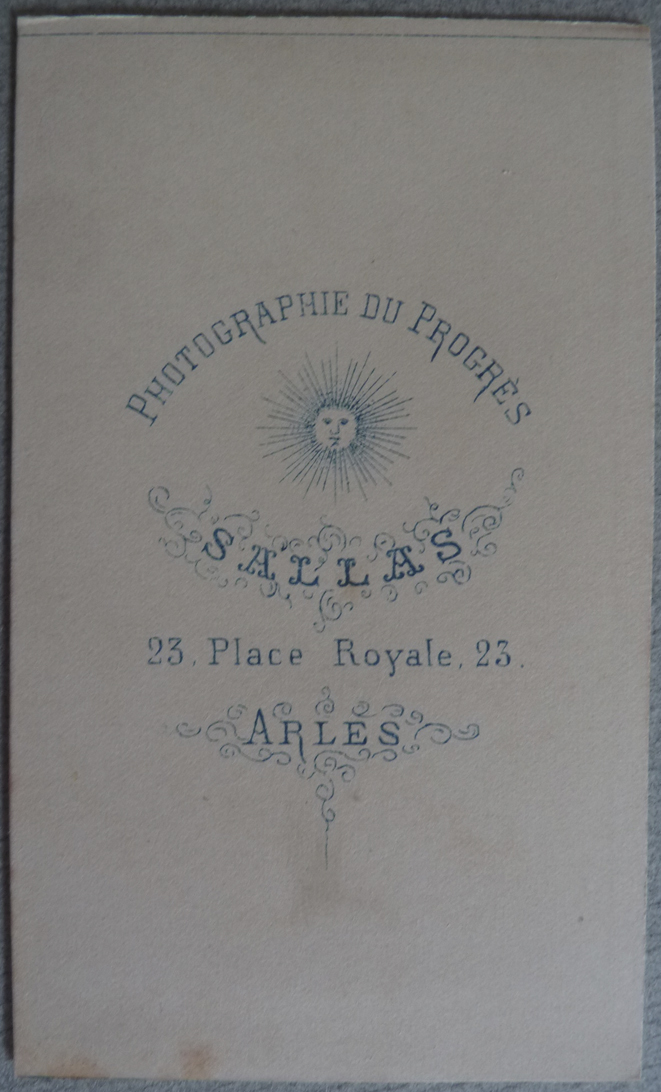 PHOTOGRAPHIE DU PROGRÈS
SALLAS
23, Place Royale, 23.
ARLES